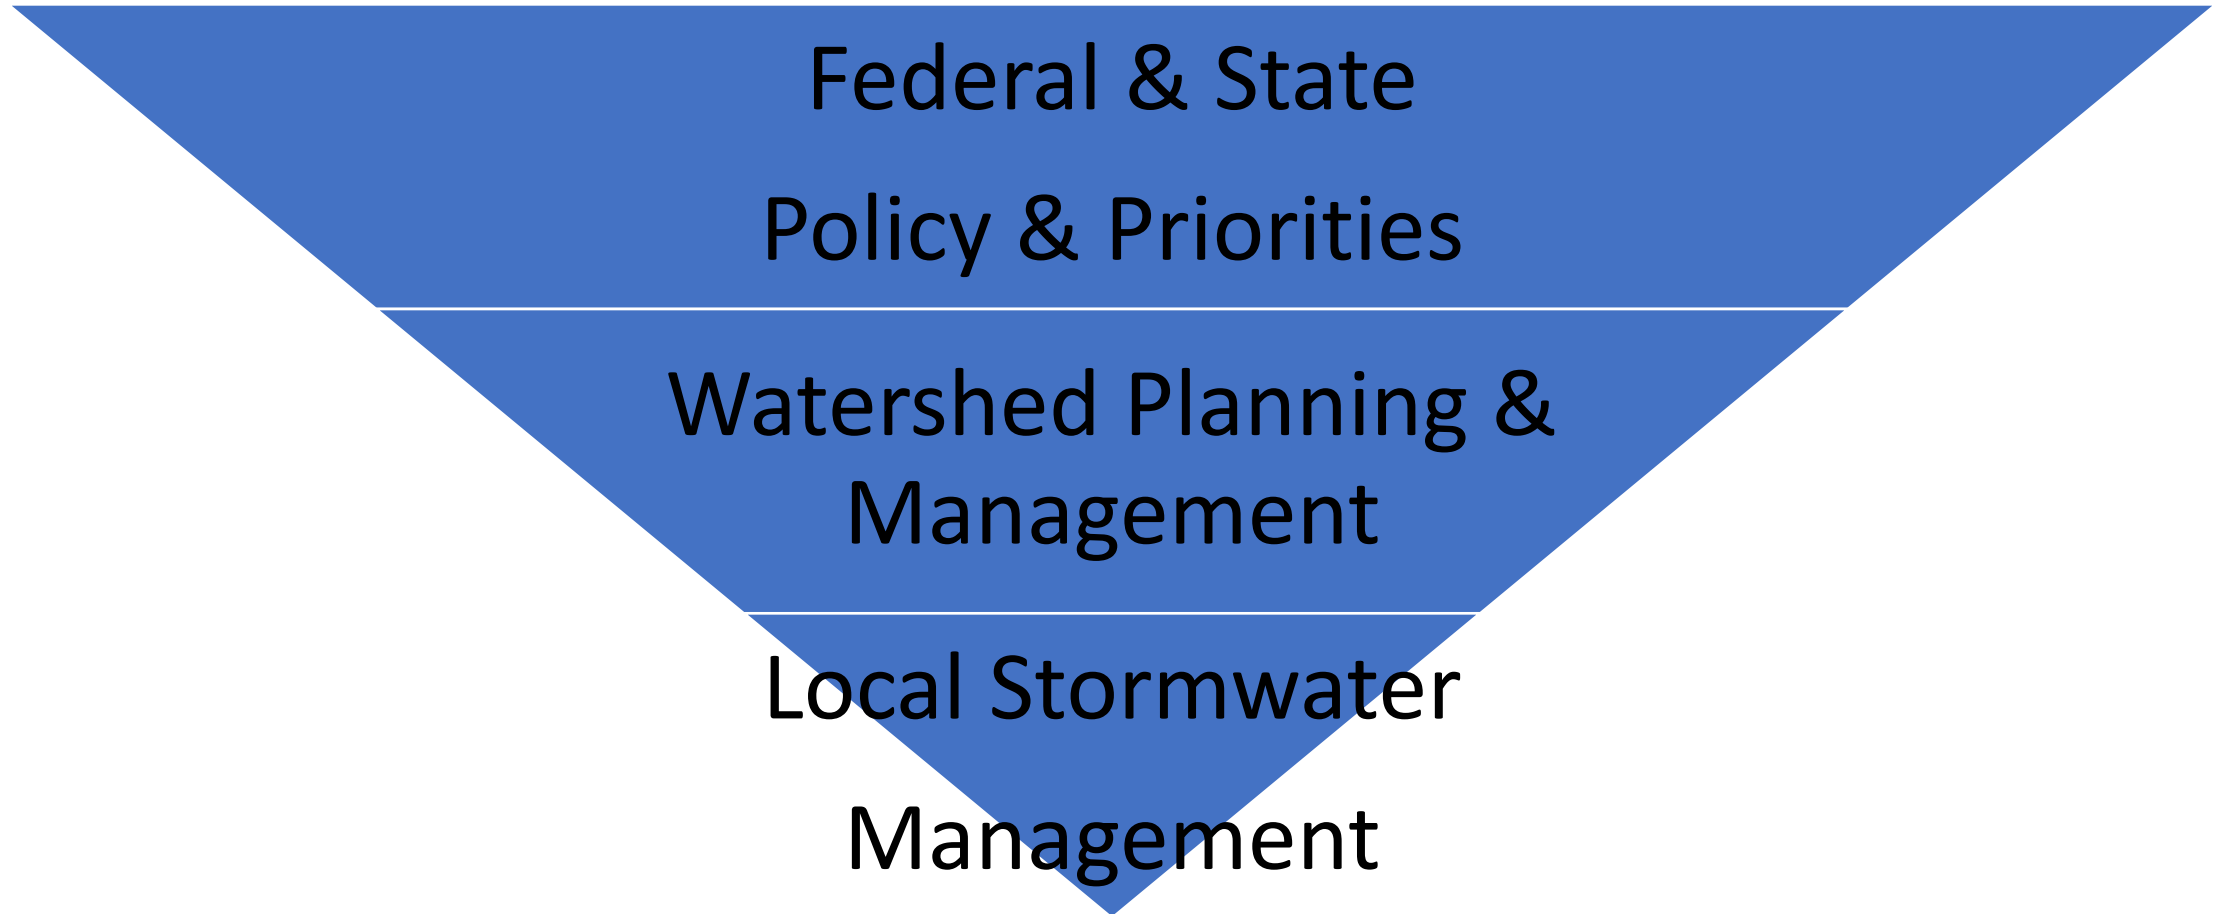 Federal & State
Policy & Priorities
Watershed Planning &
Management
Local Stormwater
Management